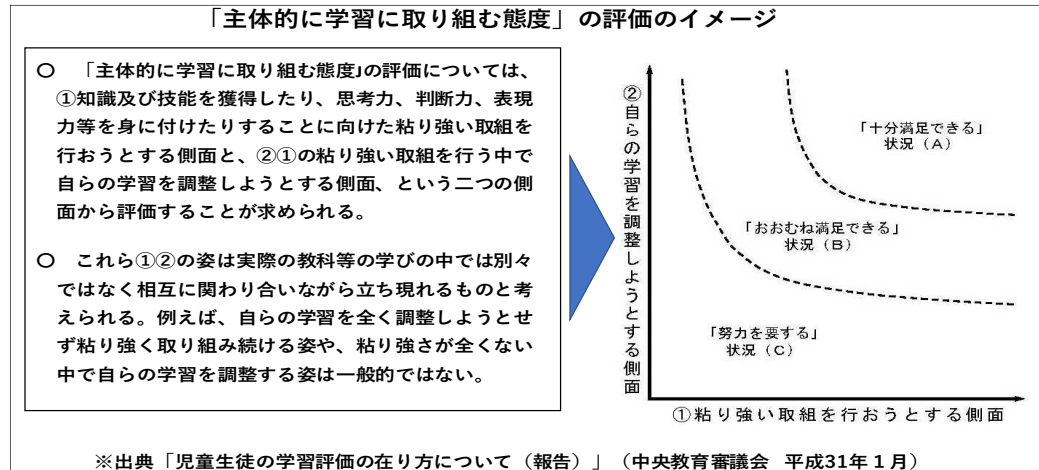 「主体的に学習に取り組む態度」の評価のイメージ
○　「主体的に学習に取り組む態度」の評価については、
①知識及び技能を獲得したり、思考力、判断力、表現
力等を身に付けたりすることに向けた粘り強い取組を
行おうとする側面と、②①の粘り強い取組を行う中で
自らの学習を調整しようとする側面、という二つの側
面から評価することが求められる。
○　これら①②の姿は実際の教科等の学びの中では別々
ではなく相互に関わり合いながら立ち現れるものと考
えられる。例えば、自らの学習を全く調整しようとせ
ず粘り強く取り組み続ける姿や、粘り強さが全くない
中で自らの学習を調整する姿は一般的ではない。
②自らの学習を調整しようとする側面
「十分満足できる」
状況（A）
「おおむね満足できる」
状況（B）
「努力を要する」
状況（C）
①粘り強い取組を行おうとする側面
※出典「児童生徒の学習評価の在り方について（報告）」（中央教育審議会　平成31年１月）